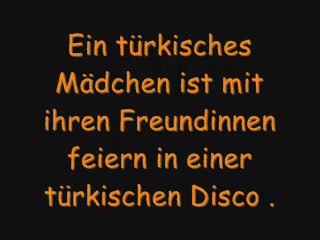 Ein türkisches
Mädchen ist mit
ihren Freundinnen
feiern in einer
türkischen Disco .